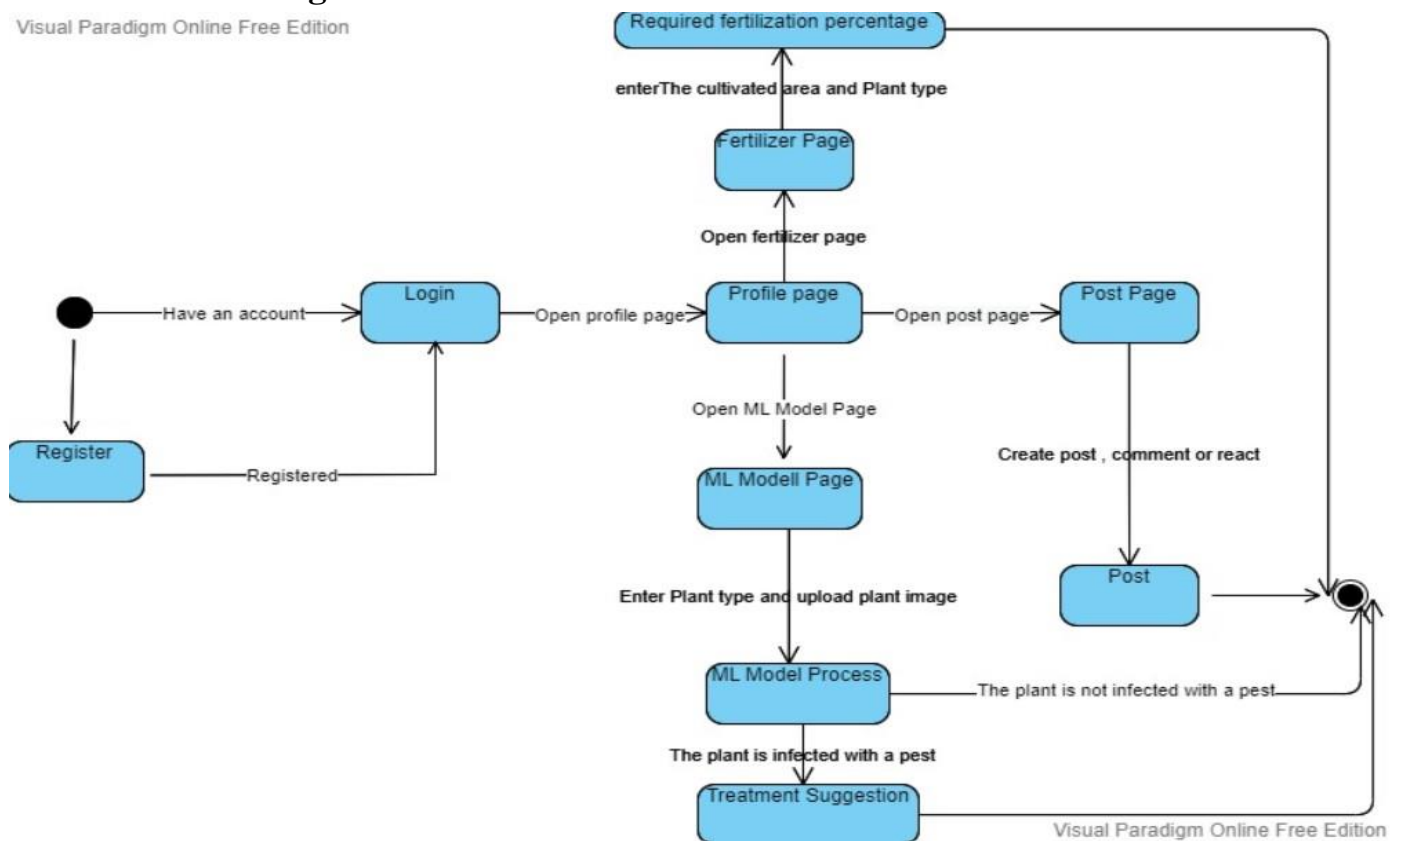 Visual Paradigm Online Free Edition
Required fertilization percentage
enterThe cultivated area and Plant type
Fertilizer Page
Open fertilizer page
Have an account
Login
Open profile page
Profile page
Open post page
Post Page
Open ML Model Page
Register
Registered
Create post , comment or react
ML Modell Page
Enter Plant type and upload plant image
Post
ML Model Process
The plant is not infected with a pest
The plant is infected with a pest
Treatment Suggestion
Visual Paradigm Online Free Edition